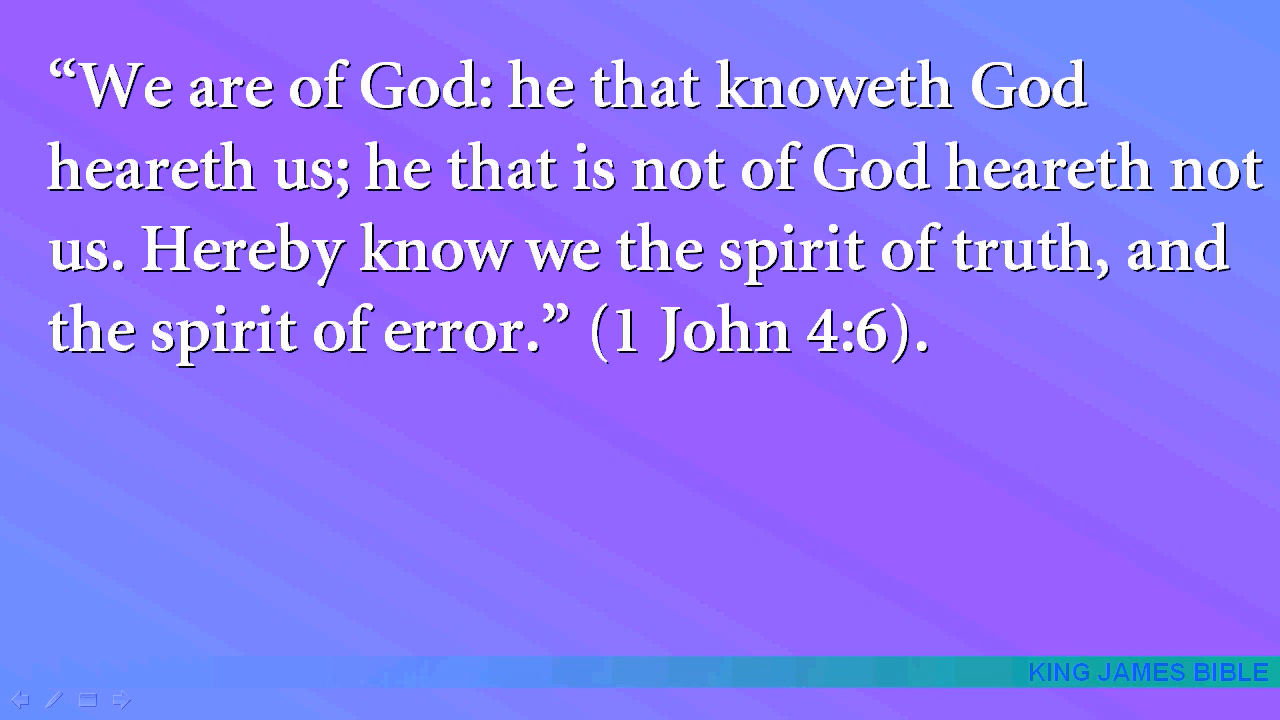 “We are of God: he that knoweth God
heareth us; he that is not of God heareth not
us. Hereby know we the spirit of truth, and
the spirit of error.” (1 John 4:6).
KING JAMES BIBLE